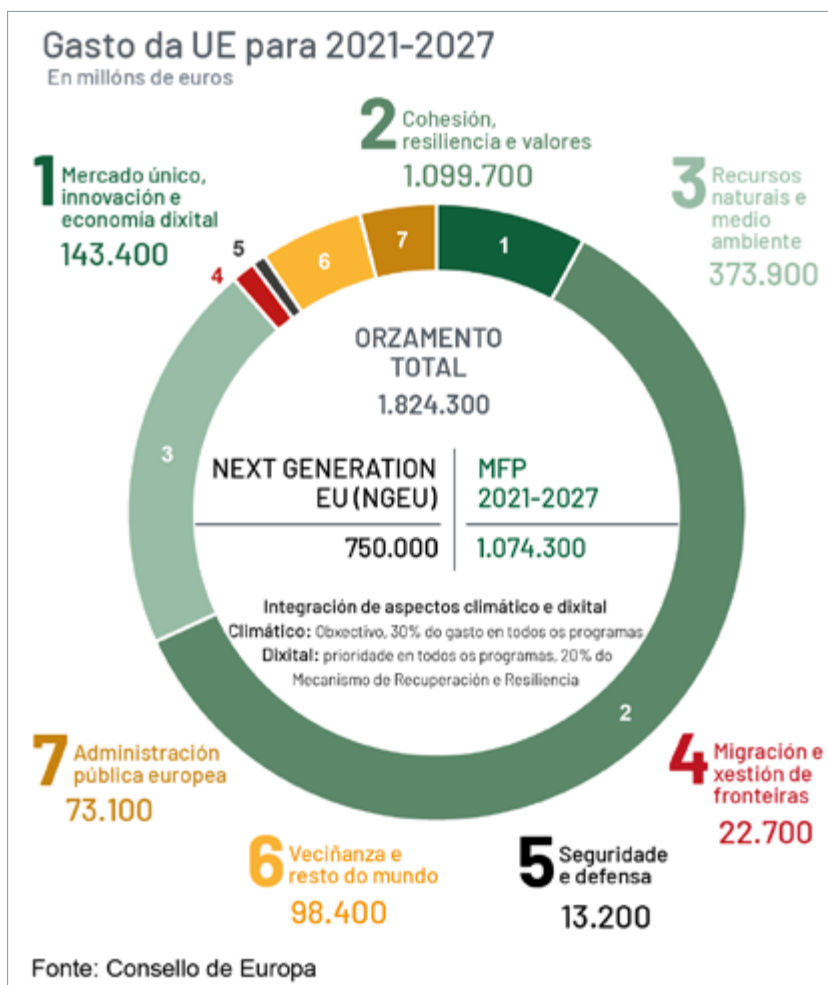 Gasto da UE para 2021-2027
En millóns de euros
1 Mercado único,
innovación e
economía dixital
143.400
2 Cohesión,
resiliencia e valores
1.099.700
3 Recursos
naturais e
medio
ambiente
373.900
5
4
6
7
1
3
2
ORZAMENTO
TOTAL
1.824.300
NEXT GENERATION
EU (NGEU)
750.000
MFP
2021-2027
1.074.300
Integración de aspectos climático e dixital
Climático: Obxectivo, 30% do gasto en todos os programas
Dixital: prioridade en todos os programas, 20% do
Mecanismo de Recuperación e Resiliencia
7 Administración
pública europea
73.100
6 Veciñanza e
resto do mundo
98.400
5 Seguridade
e defensa
13.200
4 Migración e
xestión de
fronteiras
22.700
Fonte: Consello de Europa